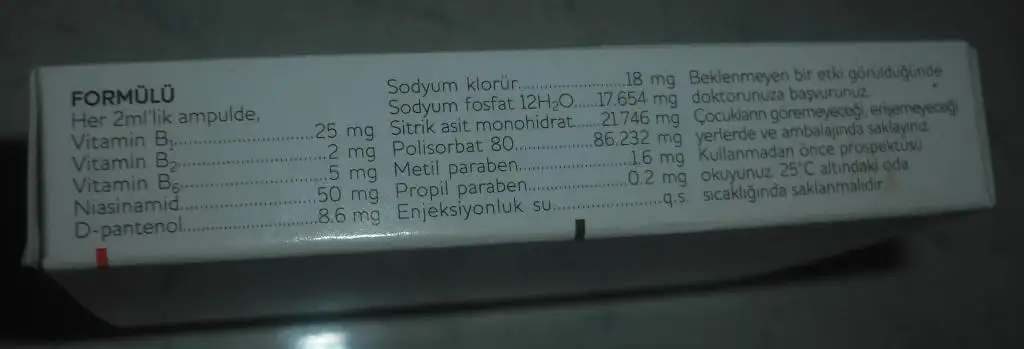 FORMÜLÜ
Her 2ml'lik ampulde,
Vitamin B₁..................25 mg
Vitamin B₂..................2 mg
Vitamin B₆..................5 mg
Niasinamid..................50 mg
D-pantenol..................8,6 mg
Sodyum klorür..................18 mg
Sodyum fosfat 12H₂O.....17.654 mg
Sitrik asit monohidrat.....21.746 mg
Polisorbat 80..................86.232 mg
Metil paraben..................1.6 mg
Propil paraben..................0.2 mg
Enjeksiyonluk su..................q.s.
Beklenmeyen bir etki görüldüğünde
doktorunuza başvurunuz.
Çocukların göremeyeceği, erişemeyeceği
yerlerde ve ambalajında saklayınız.
Kullanmadan önce prospektüsü
okuyunuz. 25°C altındaki oda
sıcaklığında saklanmalıdır.